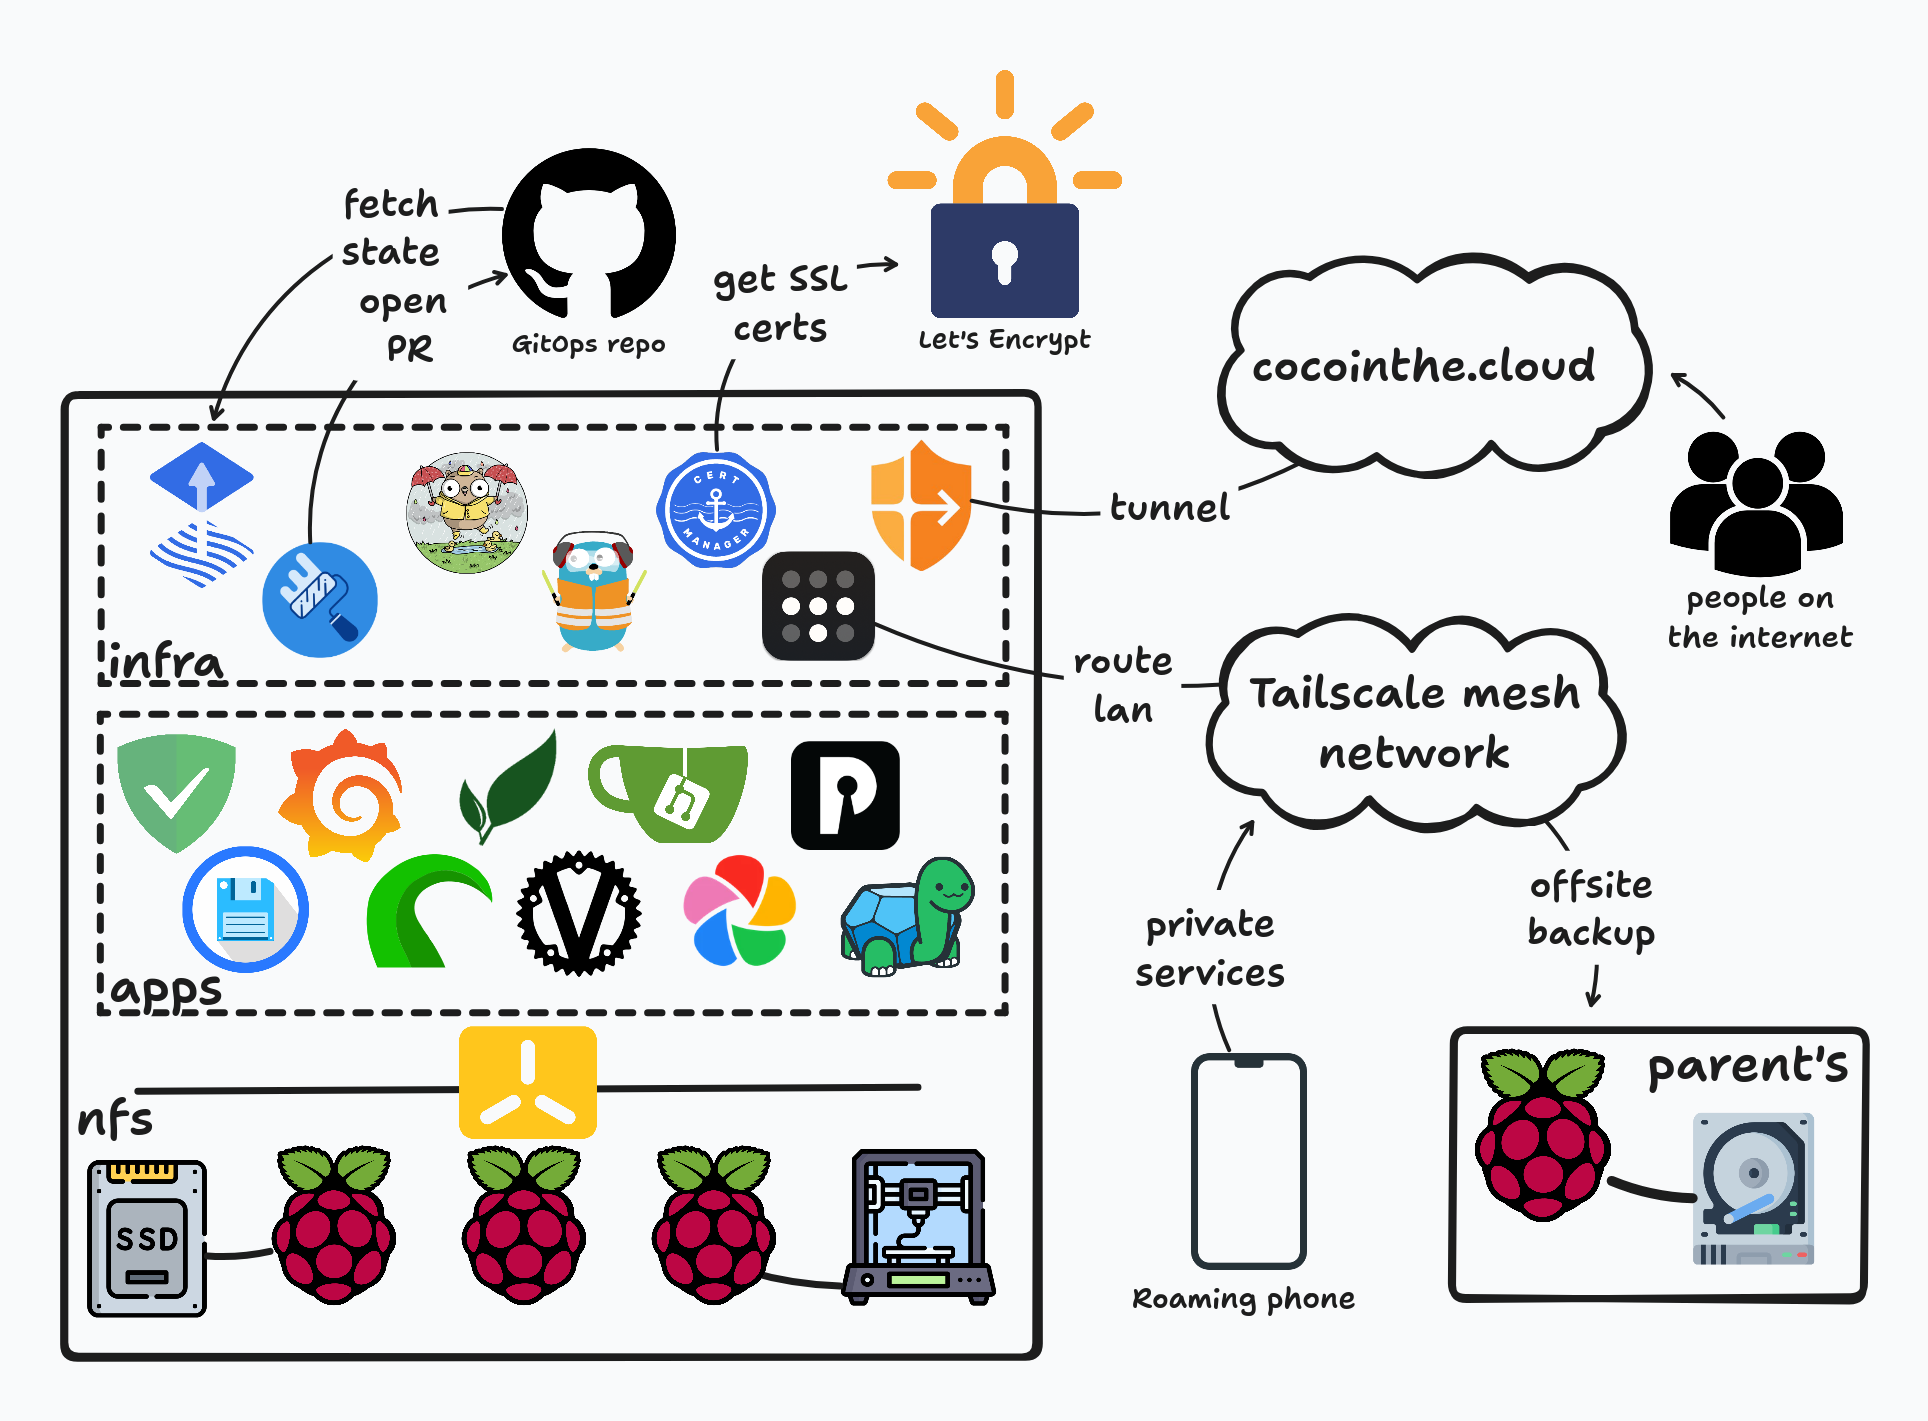 fetch
state
open
PR
GitOps repo
get SSL
certs
Let's Encrypt
cocointhe.cloud
people on
the internet
tunnel
CERT
MANAGER
infra
route
lan
Tailscale mesh
network
apps
private
services
offsite
backup
nfs
SSD
Roaming phone
parent's